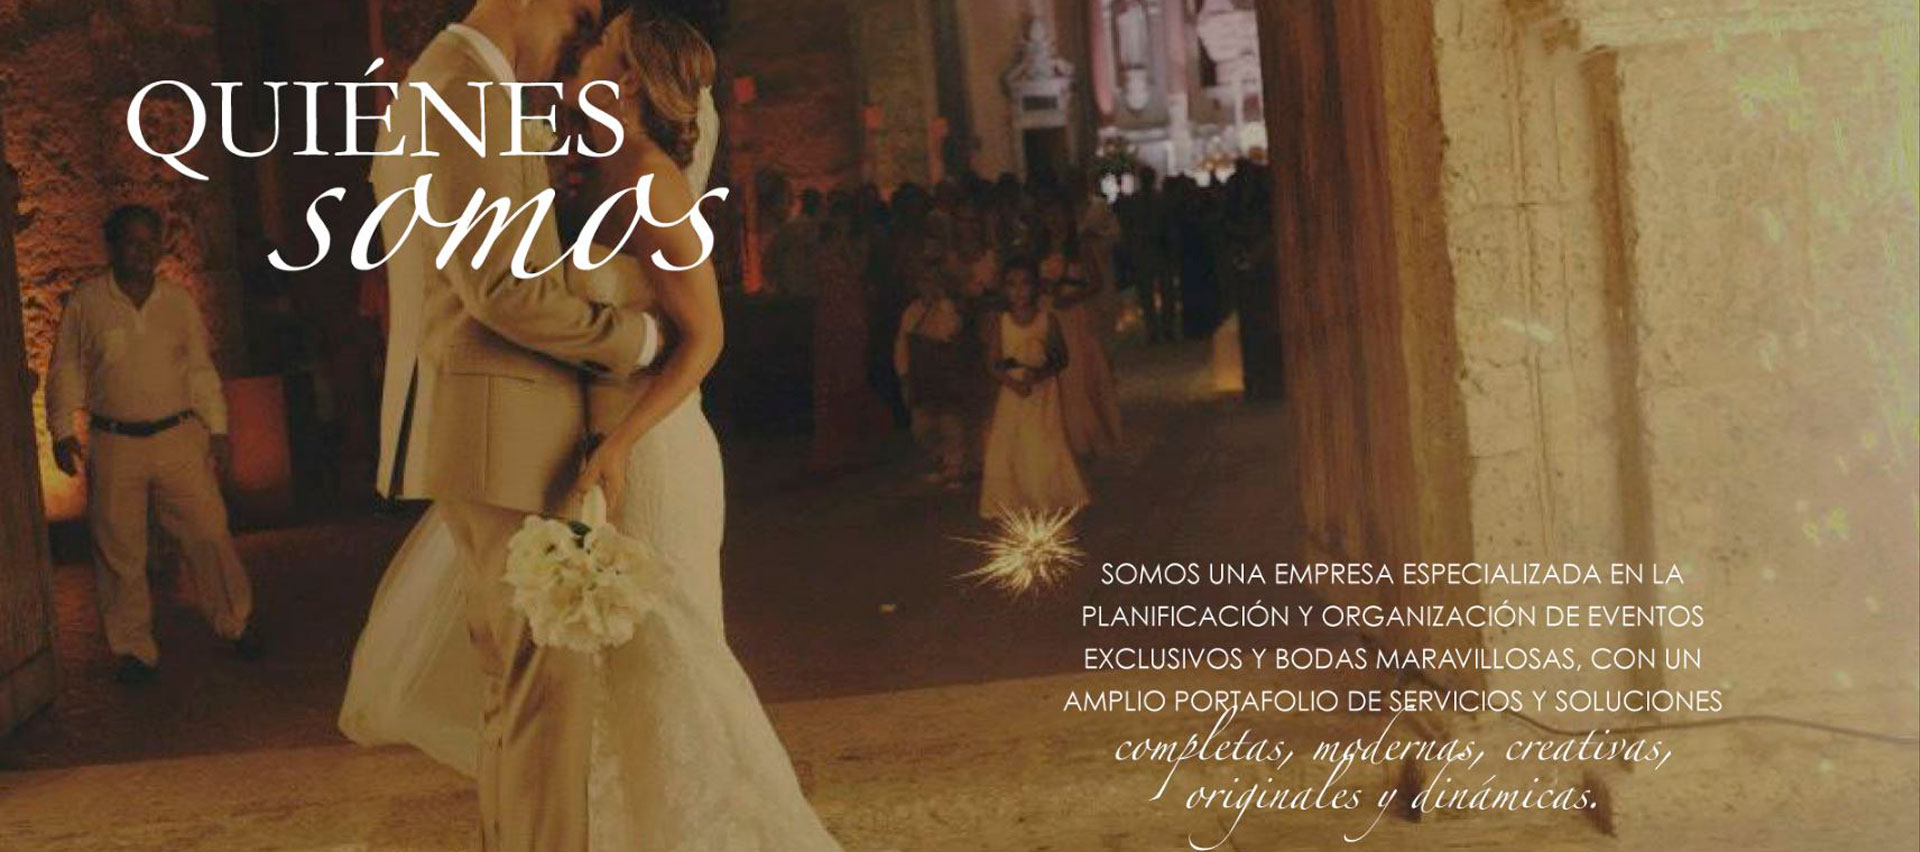 QUIÉNES
somos
SOMOS UNA EMPRESA ESPECIALIZADA EN LA
PLANIFICACIÓN Y ORGANIZACIÓN DE EVENTOS
EXCLUSIVOS Y BODAS MARAVILLOSAS, CON UN
AMPLIO PORTAFOLIO DE SERVICIOS Y SOLUCIONES
completas, modernas, creativas,
originales y dinámicas.